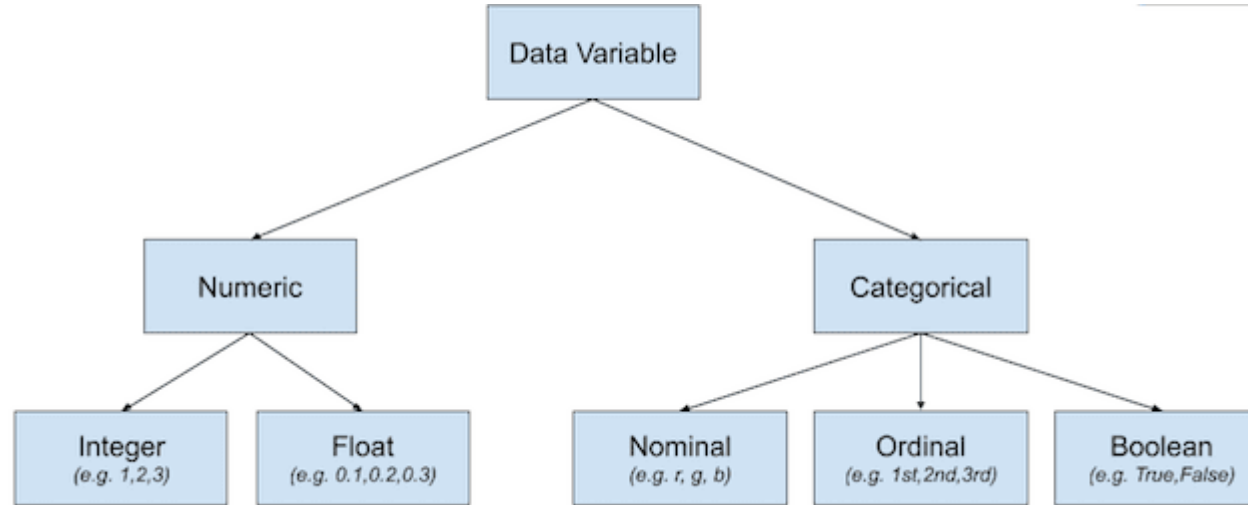 Data Variable
Numeric
Categorical
Integer
(e.g. 1,2,3)
Float
(e.g. 0.1,0.2,0.3)
Nominal
(e.g. r, g, b)
Ordinal
(e.g. 1st,2nd,3rd)
Boolean
(e.g. True,False)